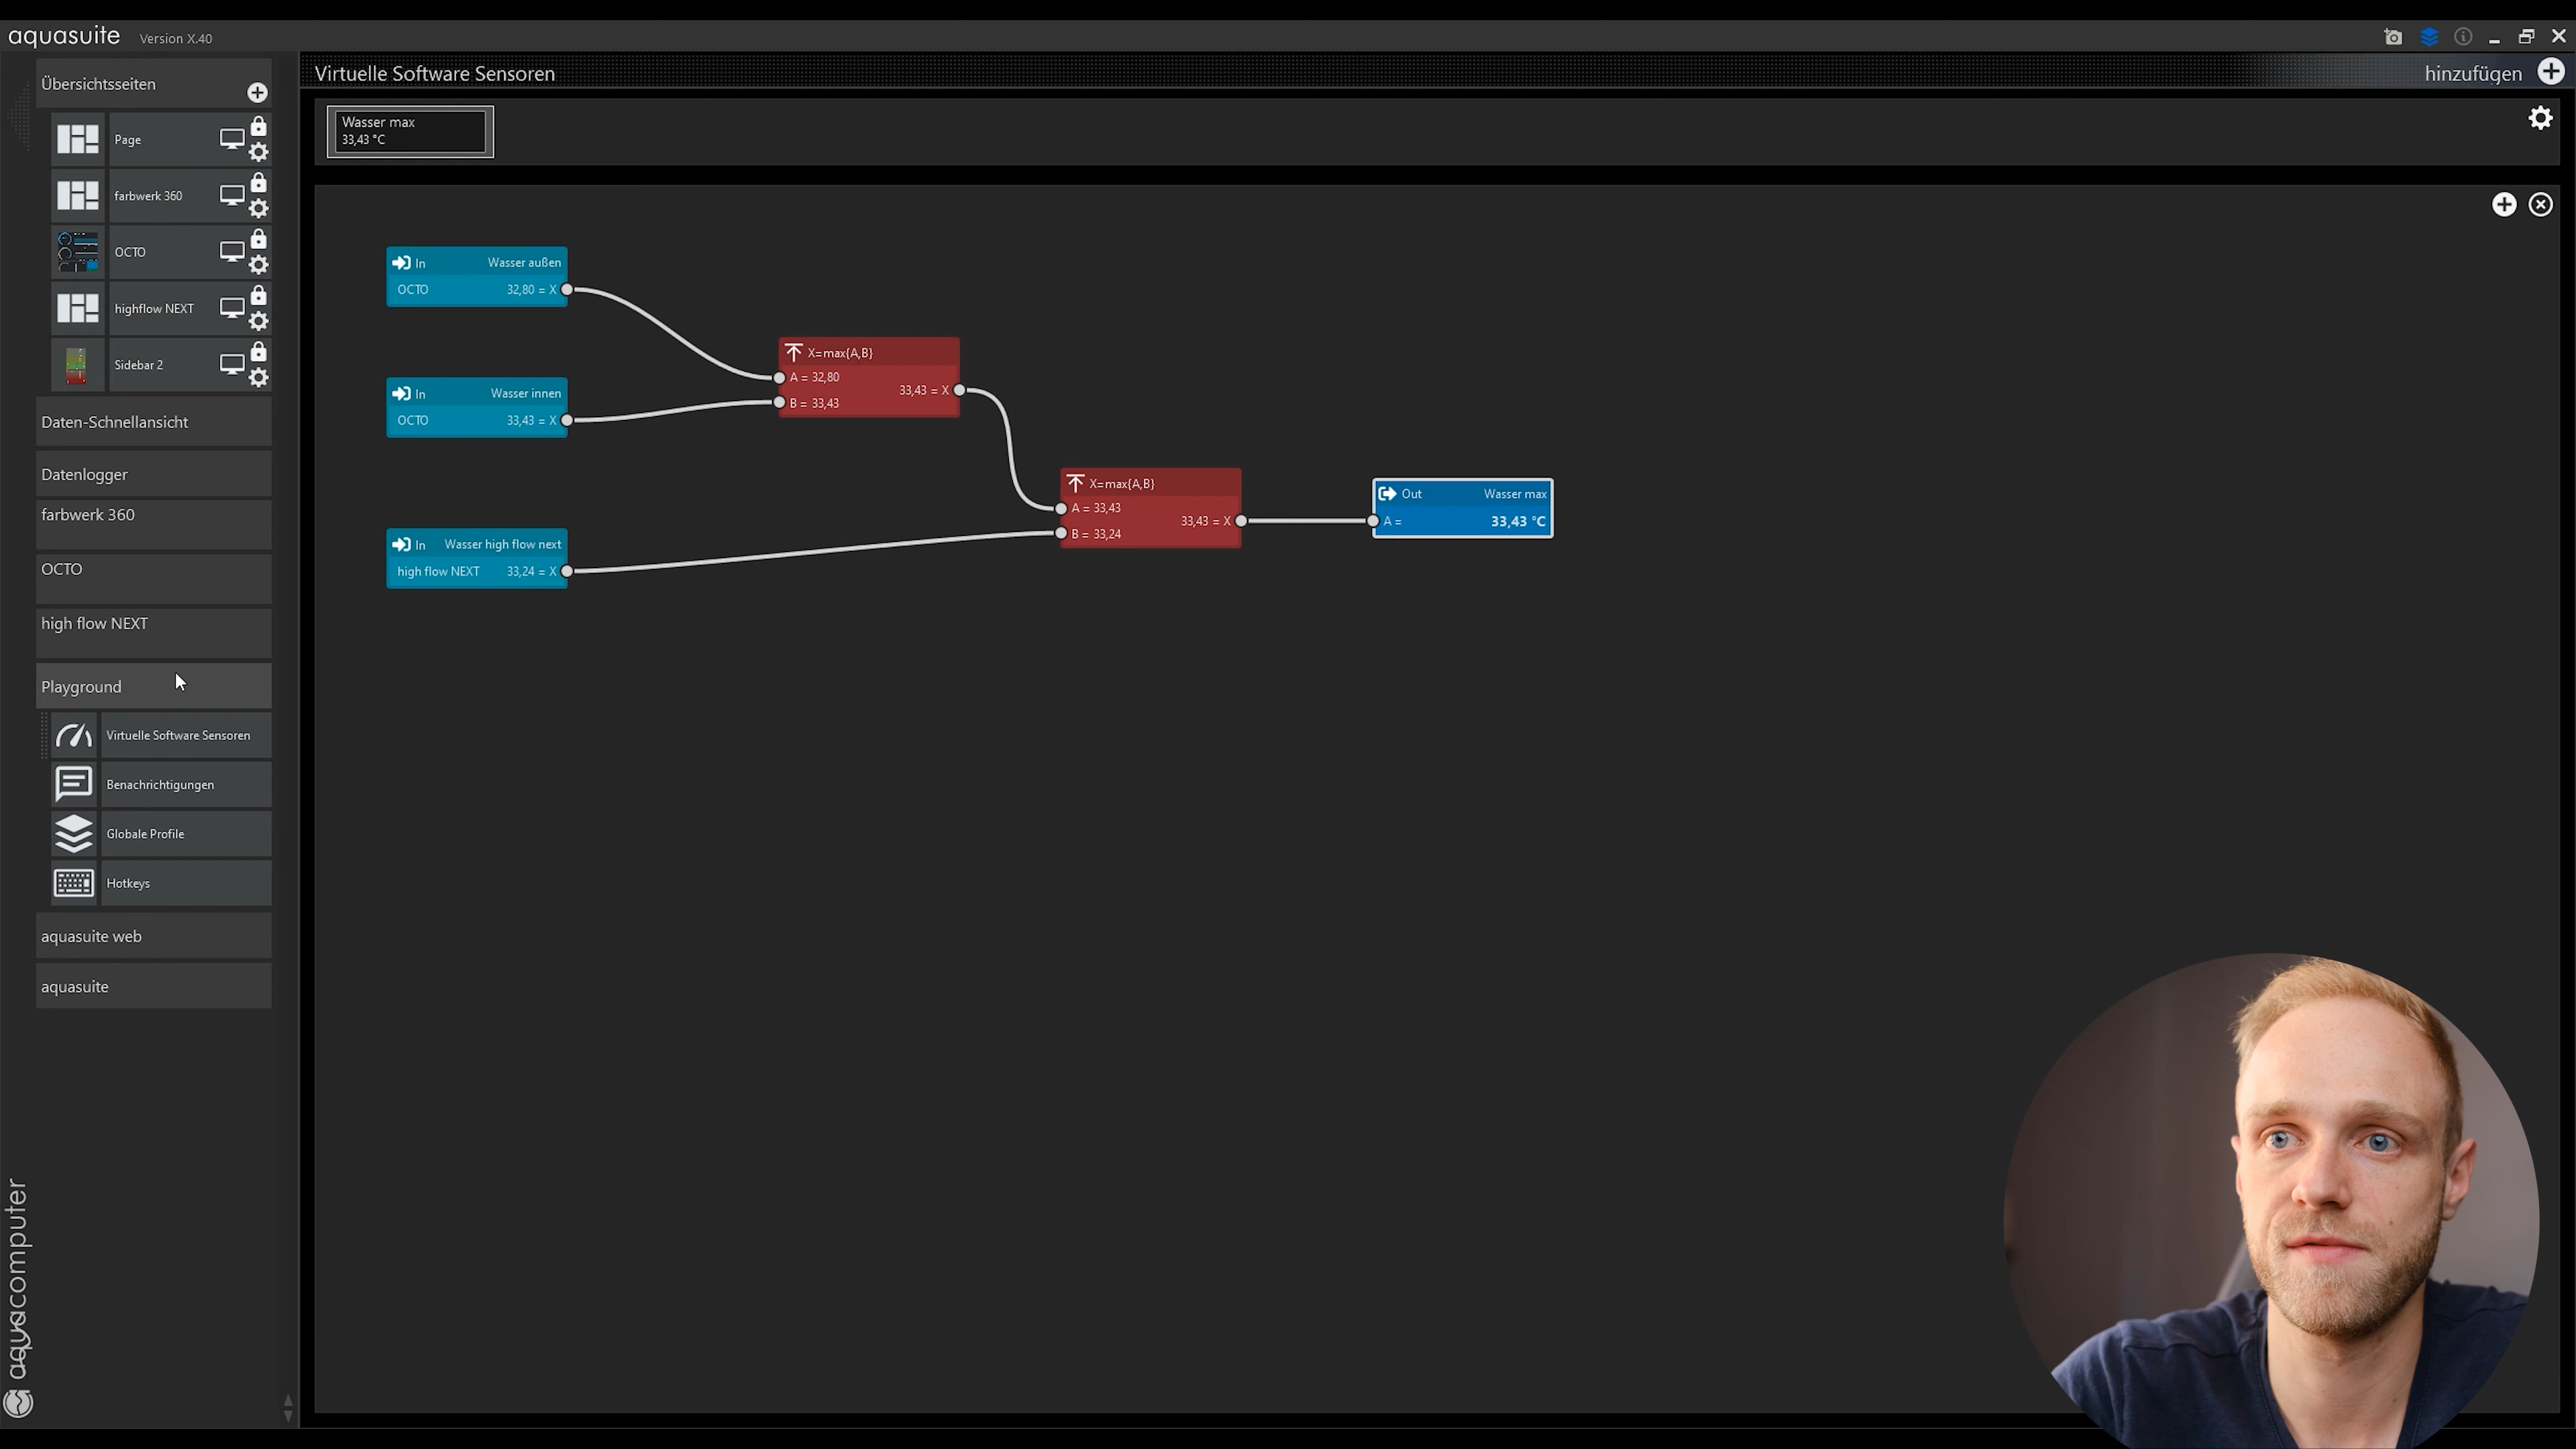 aquasuite Version X.40
Übersichtsseiten
Page
farbwerk 360
OCTO
highflow NEXT
Sidebar 2
Daten-Schnellansicht
Datenlogger
farbwerk 360
OCTO
high flow NEXT
Playground
Virtuelle Software Sensoren
Benachrichtigungen
Globale Profile
Hotkeys
aquasuite web
aquasuite
aquacomputer
Virtuelle Software Sensoren
hinzufügen
Wasser max
33,43 °C
In Wasser außen
OCTO 32,80 = X
In Wasser innen
OCTO 33,43 = X
In Wasser high flow next
high flow NEXT 33,24 = X
X=max{A,B}
A = 32,80
33,43 = X
B = 33,43
X=max{A,B}
A = 33,43
33,43 = X
B = 33,24
Out Wasser max
A = 33,43 °C